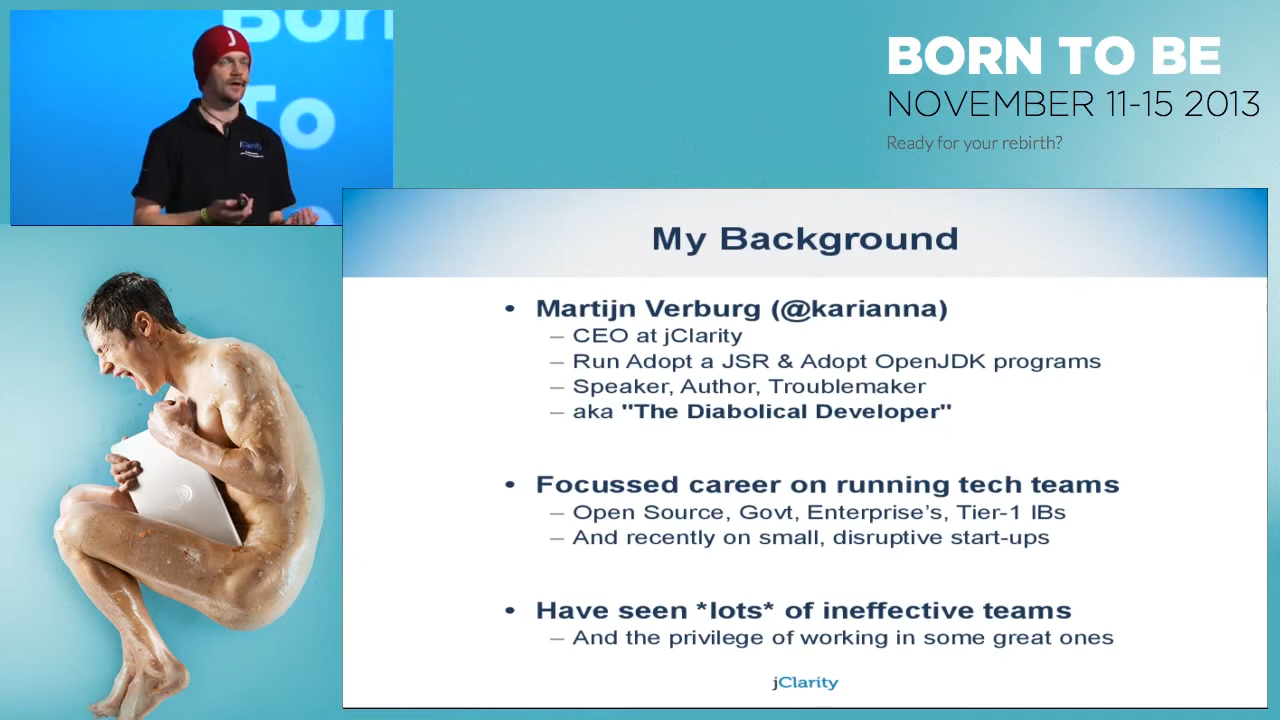 Born
To
J
jClarity
BORN TO BE
NOVEMBER 11-15 2013
Ready for your rebirth?
My Background
• Martijn Verburg (@karianna)
– CEO at jClarity
– Run Adopt a JSR & Adopt OpenJDK programs
– Speaker, Author, Troublemaker
– aka "The Diabolical Developer"
• Focussed career on running tech teams
– Open Source, Govt, Enterprise’s, Tier-1 IBs
– And recently on small, disruptive start-ups
• Have seen *lots* of ineffective teams
– And the privilege of working in some great ones
jClarity